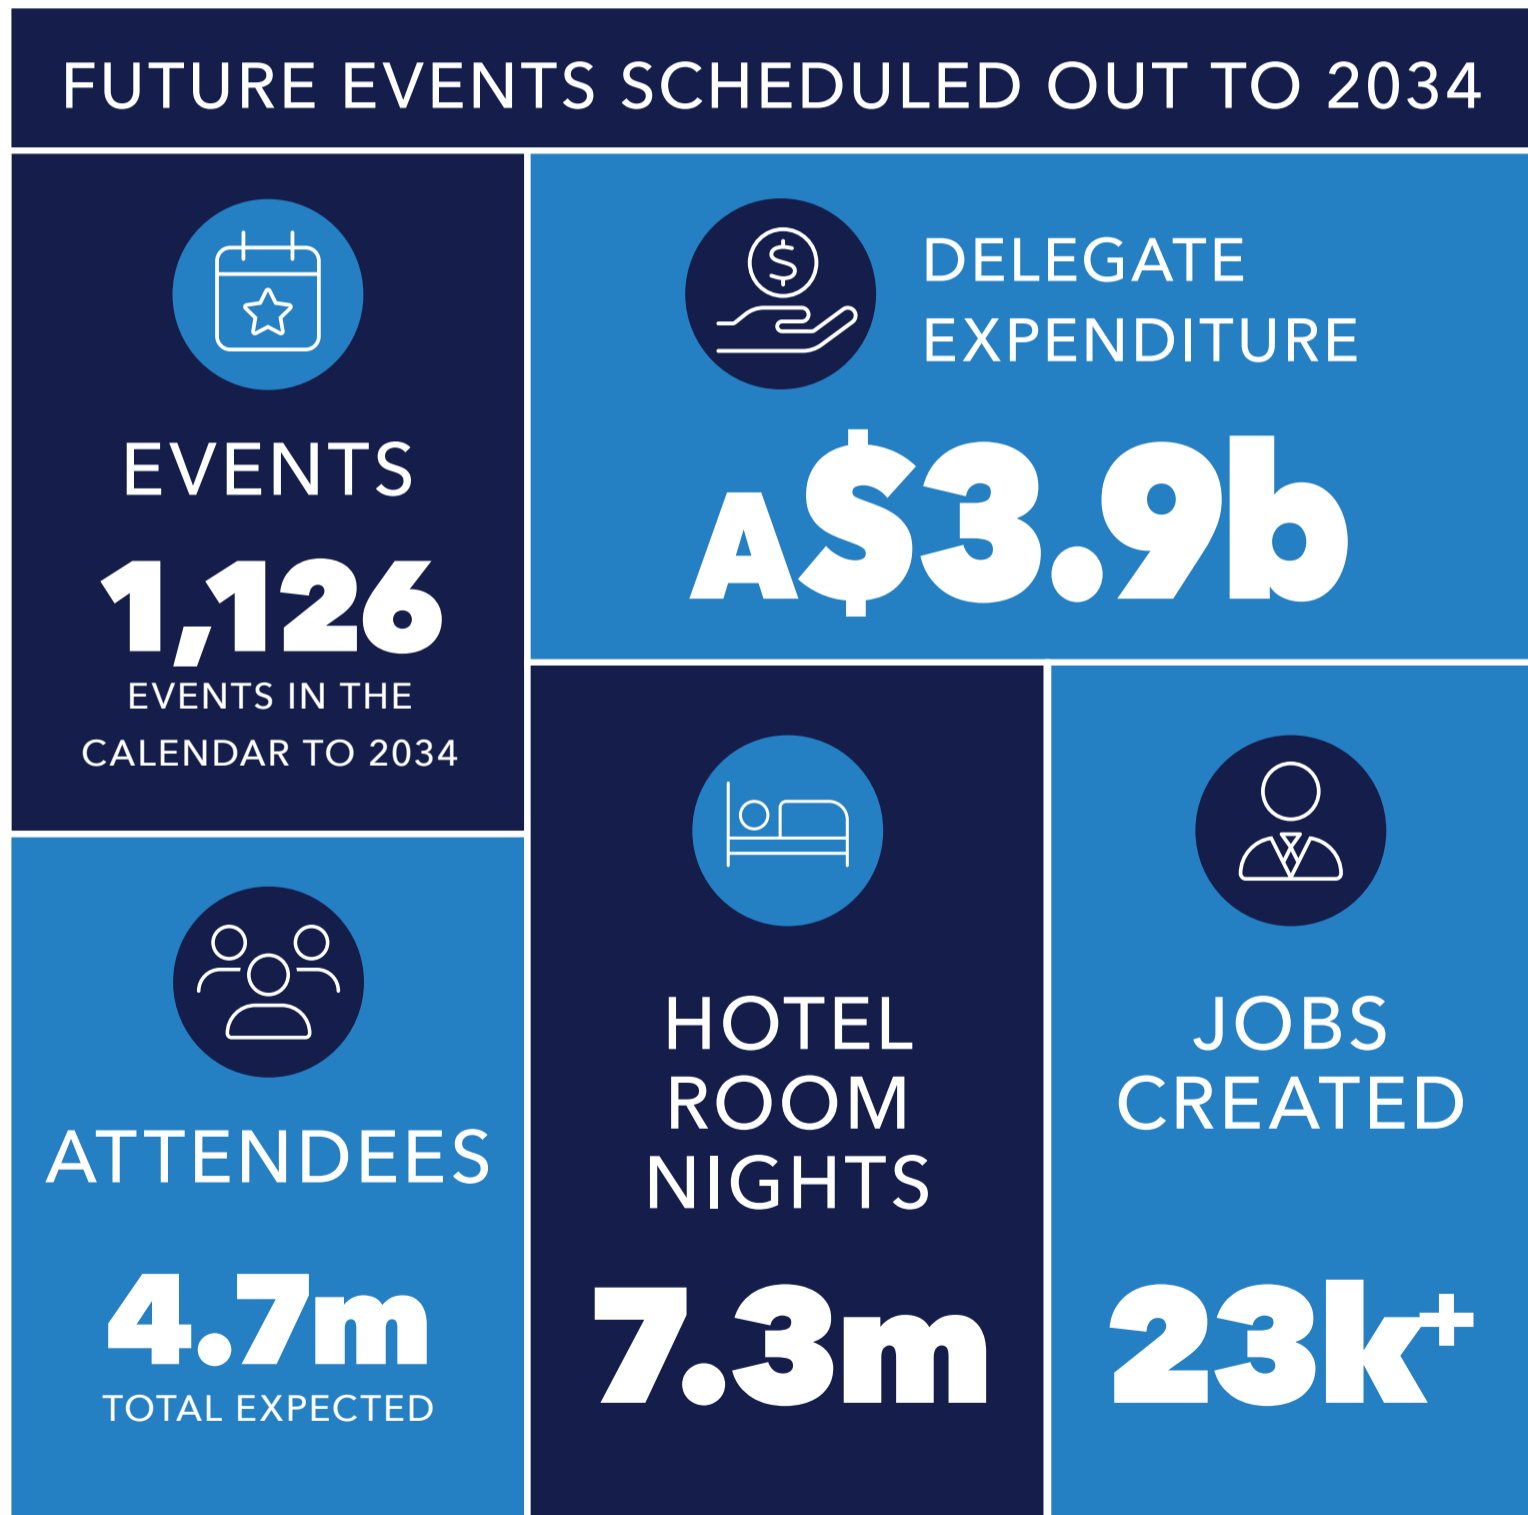 FUTURE EVENTS SCHEDULED OUT TO 2034
EVENTS
1,126
EVENTS IN THE
CALENDAR TO 2034
DELEGATE
EXPENDITURE
A$3.9b
ATTENDEES
4.7m
TOTAL EXPECTED
HOTEL
ROOM
NIGHTS
7.3m
JOBS
CREATED
23k+